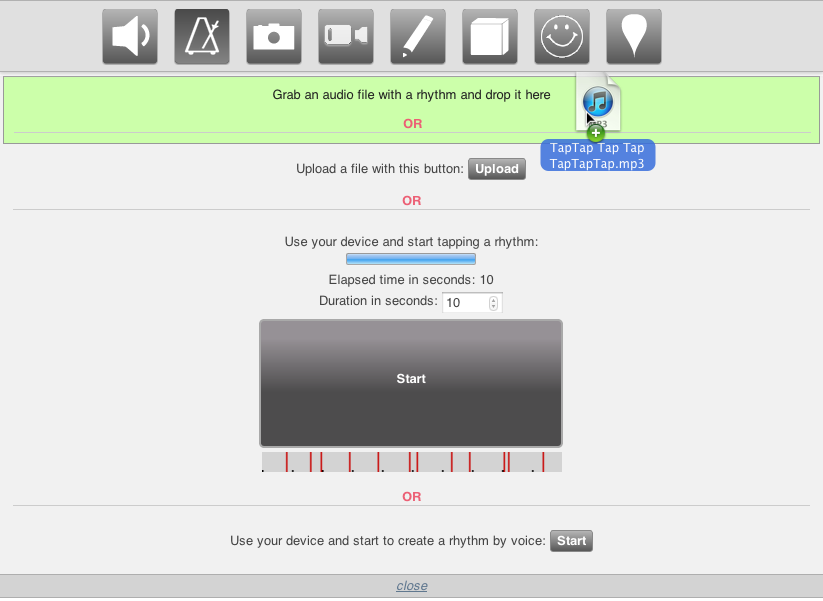 Grab an audio file with a rhythm and drop it here
OR
TapTap Tap Tap
TapTapTap.mp3
Upload a file with this button: Upload
OR
Use your device and start tapping a rhythm:
Elapsed time in seconds: 10
Duration in seconds: 10
Start
OR
Use your device and start to create a rhythm by voice: Start
close